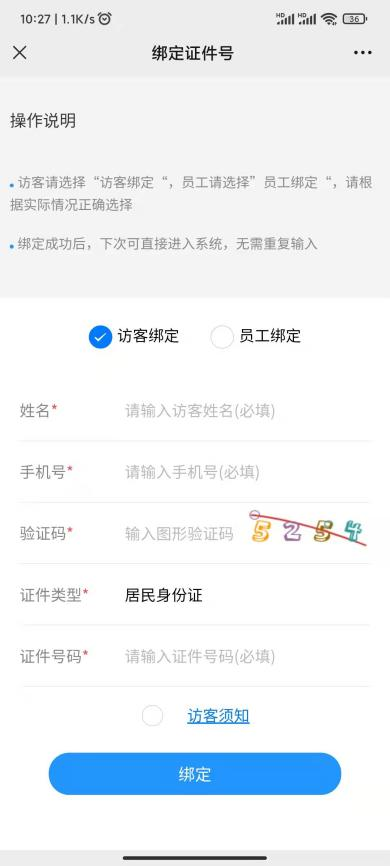 10:27 | 1.1K/s
36
绑定证件号
操作说明
访客请选择“访客绑定“，员工请选择”员工绑定“，请根
据实际情况正确选择
绑定成功后，下次可直接进入系统，无需重复输入
访客绑定 员工绑定
姓名* 请输入访客姓名(必填)
手机号* 请输入手机号(必填)
验证码* 输入图形验证码 5254
证件类型* 居民身份证
证件号码* 请输入证件号码(必填)
访客须知
绑定